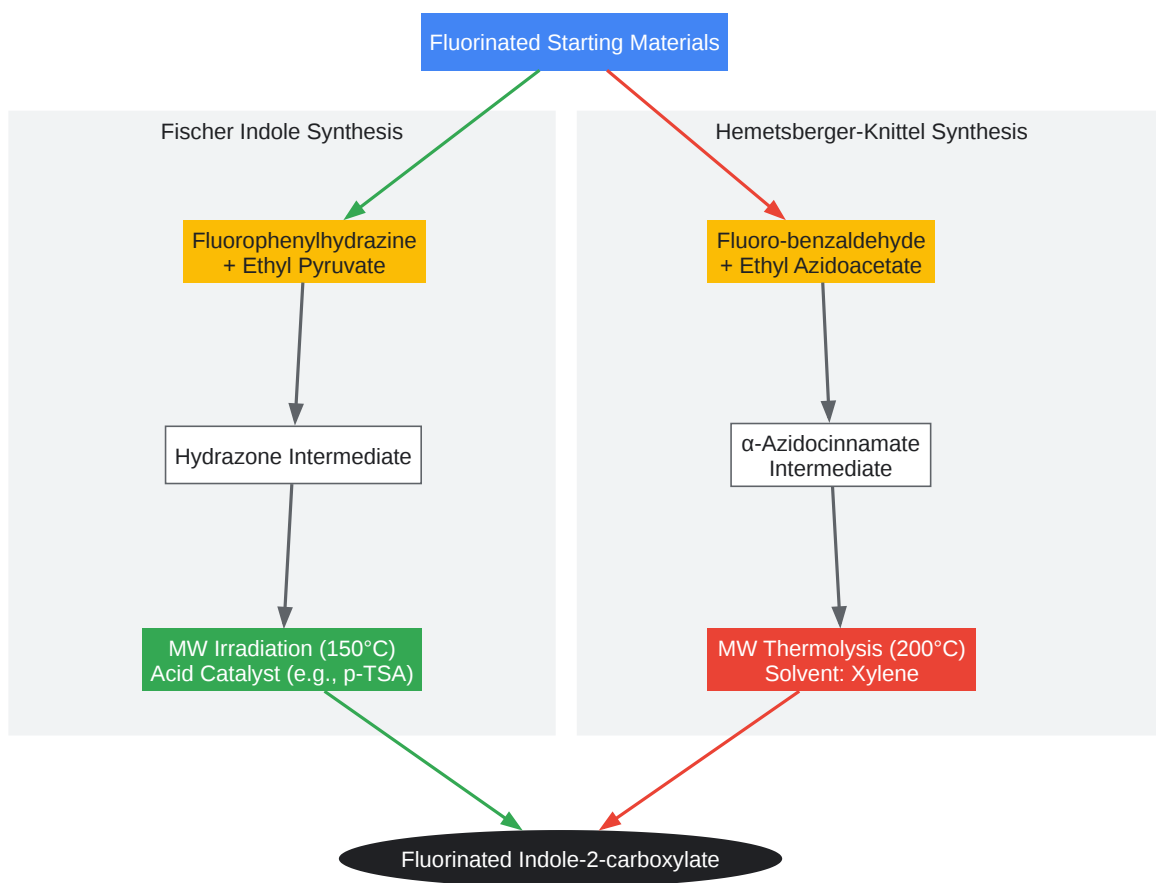 Fluorinated Starting Materials
Fischer Indole Synthesis
Hemetsberger-Knittel Synthesis
Fluorophenylhydrazine
+ Ethyl Pyruvate
Fluoro-benzaldehyde
+ Ethyl Azidoacetate
Hydrazone Intermediate
α-Azidocinnamate
Intermediate
MW Irradiation (150°C)
Acid Catalyst (e.g., p-TSA)
MW Thermolysis (200°C)
Solvent: Xylene
Fluorinated Indole-2-carboxylate